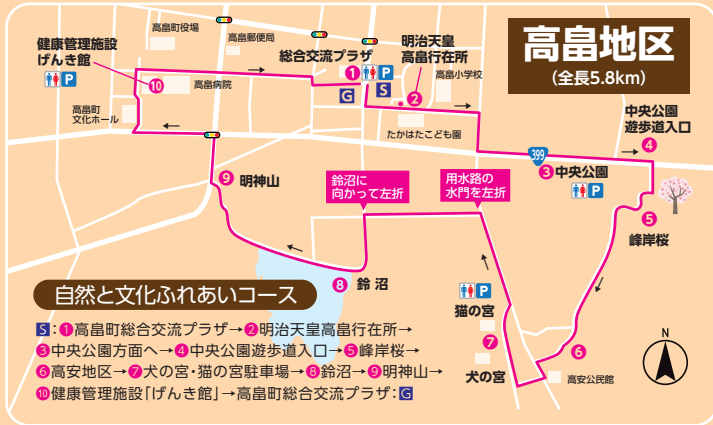 高畠地区
(全長5.8km)
高畠町役場
高畠郵便局
健康管理施設
げんき館
P
⑩
高畠病院
高畠町
文化ホール
総合交流プラザ
①
P
G
S
明治天皇
高畠行在所
②
高畠小学校
たかはたこども園
中央公園
遊歩道入口
④
399
③中央公園
P
⑤
峰岸桜
⑨ 明神山
鈴沼に
向かって左折
用水路の
水門を左折
⑧ 鈴沼
P
猫の宮
⑦
犬の宮
⑥
高安公民館
N
自然と文化ふれあいコース
S:①高畠町総合交流プラザ→②明治天皇高畠行在所→
③中央公園方面へ→④中央公園遊歩道入口→⑤峰岸桜→
⑥高安地区→⑦犬の宮・猫の宮駐車場→⑧鈴沼→⑨明神山→
⑩健康管理施設「げんき館」→高畠町総合交流プラザ:G